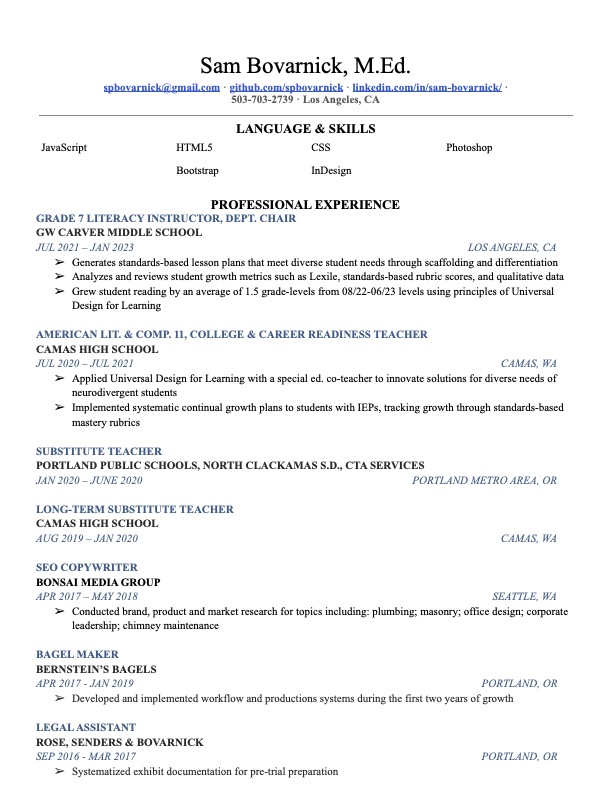 Sam Bovarnick, M.Ed.
spbovarnick@gmail.com · github.com/spbovarnick · linkedin.com/in/sam-bovarnick/ ·
503-703-2739 · Los Angeles, CA
LANGUAGE & SKILLS
JavaScript HTML5 CSS Photoshop
Bootstrap InDesign
PROFESSIONAL EXPERIENCE
GRADE 7 LITERACY INSTRUCTOR, DEPT. CHAIR
GW CARVER MIDDLE SCHOOL
JUL 2021 – JAN 2023 LOS ANGELES, CA
➢ Generates standards-based lesson plans that meet diverse student needs through scaffolding and differentiation
➢ Analyzes and reviews student growth metrics such as Lexile, standards-based rubric scores, and qualitative data
➢ Grew student reading by an average of 1.5 grade-levels from 08/22-06/23 levels using principles of Universal
Design for Learning
AMERICAN LIT. & COMP. 11, COLLEGE & CAREER READINESS TEACHER
CAMAS HIGH SCHOOL
JUL 2020 – JUL 2021 CAMAS, WA
➢ Applied Universal Design for Learning with a special ed. co-teacher to innovate solutions for diverse needs of
neurodivergent students
➢ Implemented systematic continual growth plans to students with IEPs, tracking growth through standards-based
mastery rubrics
SUBSTITUTE TEACHER
PORTLAND PUBLIC SCHOOLS, NORTH CLACKAMAS S.D., CTA SERVICES
JAN 2020 – JUNE 2020 PORTLAND METRO AREA, OR
LONG-TERM SUBSTITUTE TEACHER
CAMAS HIGH SCHOOL
AUG 2019 – JAN 2020 CAMAS, WA
SEO COPYWRITER
BONSAI MEDIA GROUP
APR 2017 – MAY 2018 SEATTLE, WA
➢ Conducted brand, product and market research for topics including: plumbing; masonry; office design; corporate
leadership; chimney maintenance
BAGEL MAKER
BERNSTEIN'S BAGELS
APR 2017 - JAN 2019 PORTLAND, OR
➢ Developed and implemented workflow and productions systems during the first two years of growth
LEGAL ASSISTANT
ROSE, SENDERS & BOVARNICK
SEP 2016 - MAR 2017 PORTLAND, OR
➢ Systematized exhibit documentation for pre-trial preparation